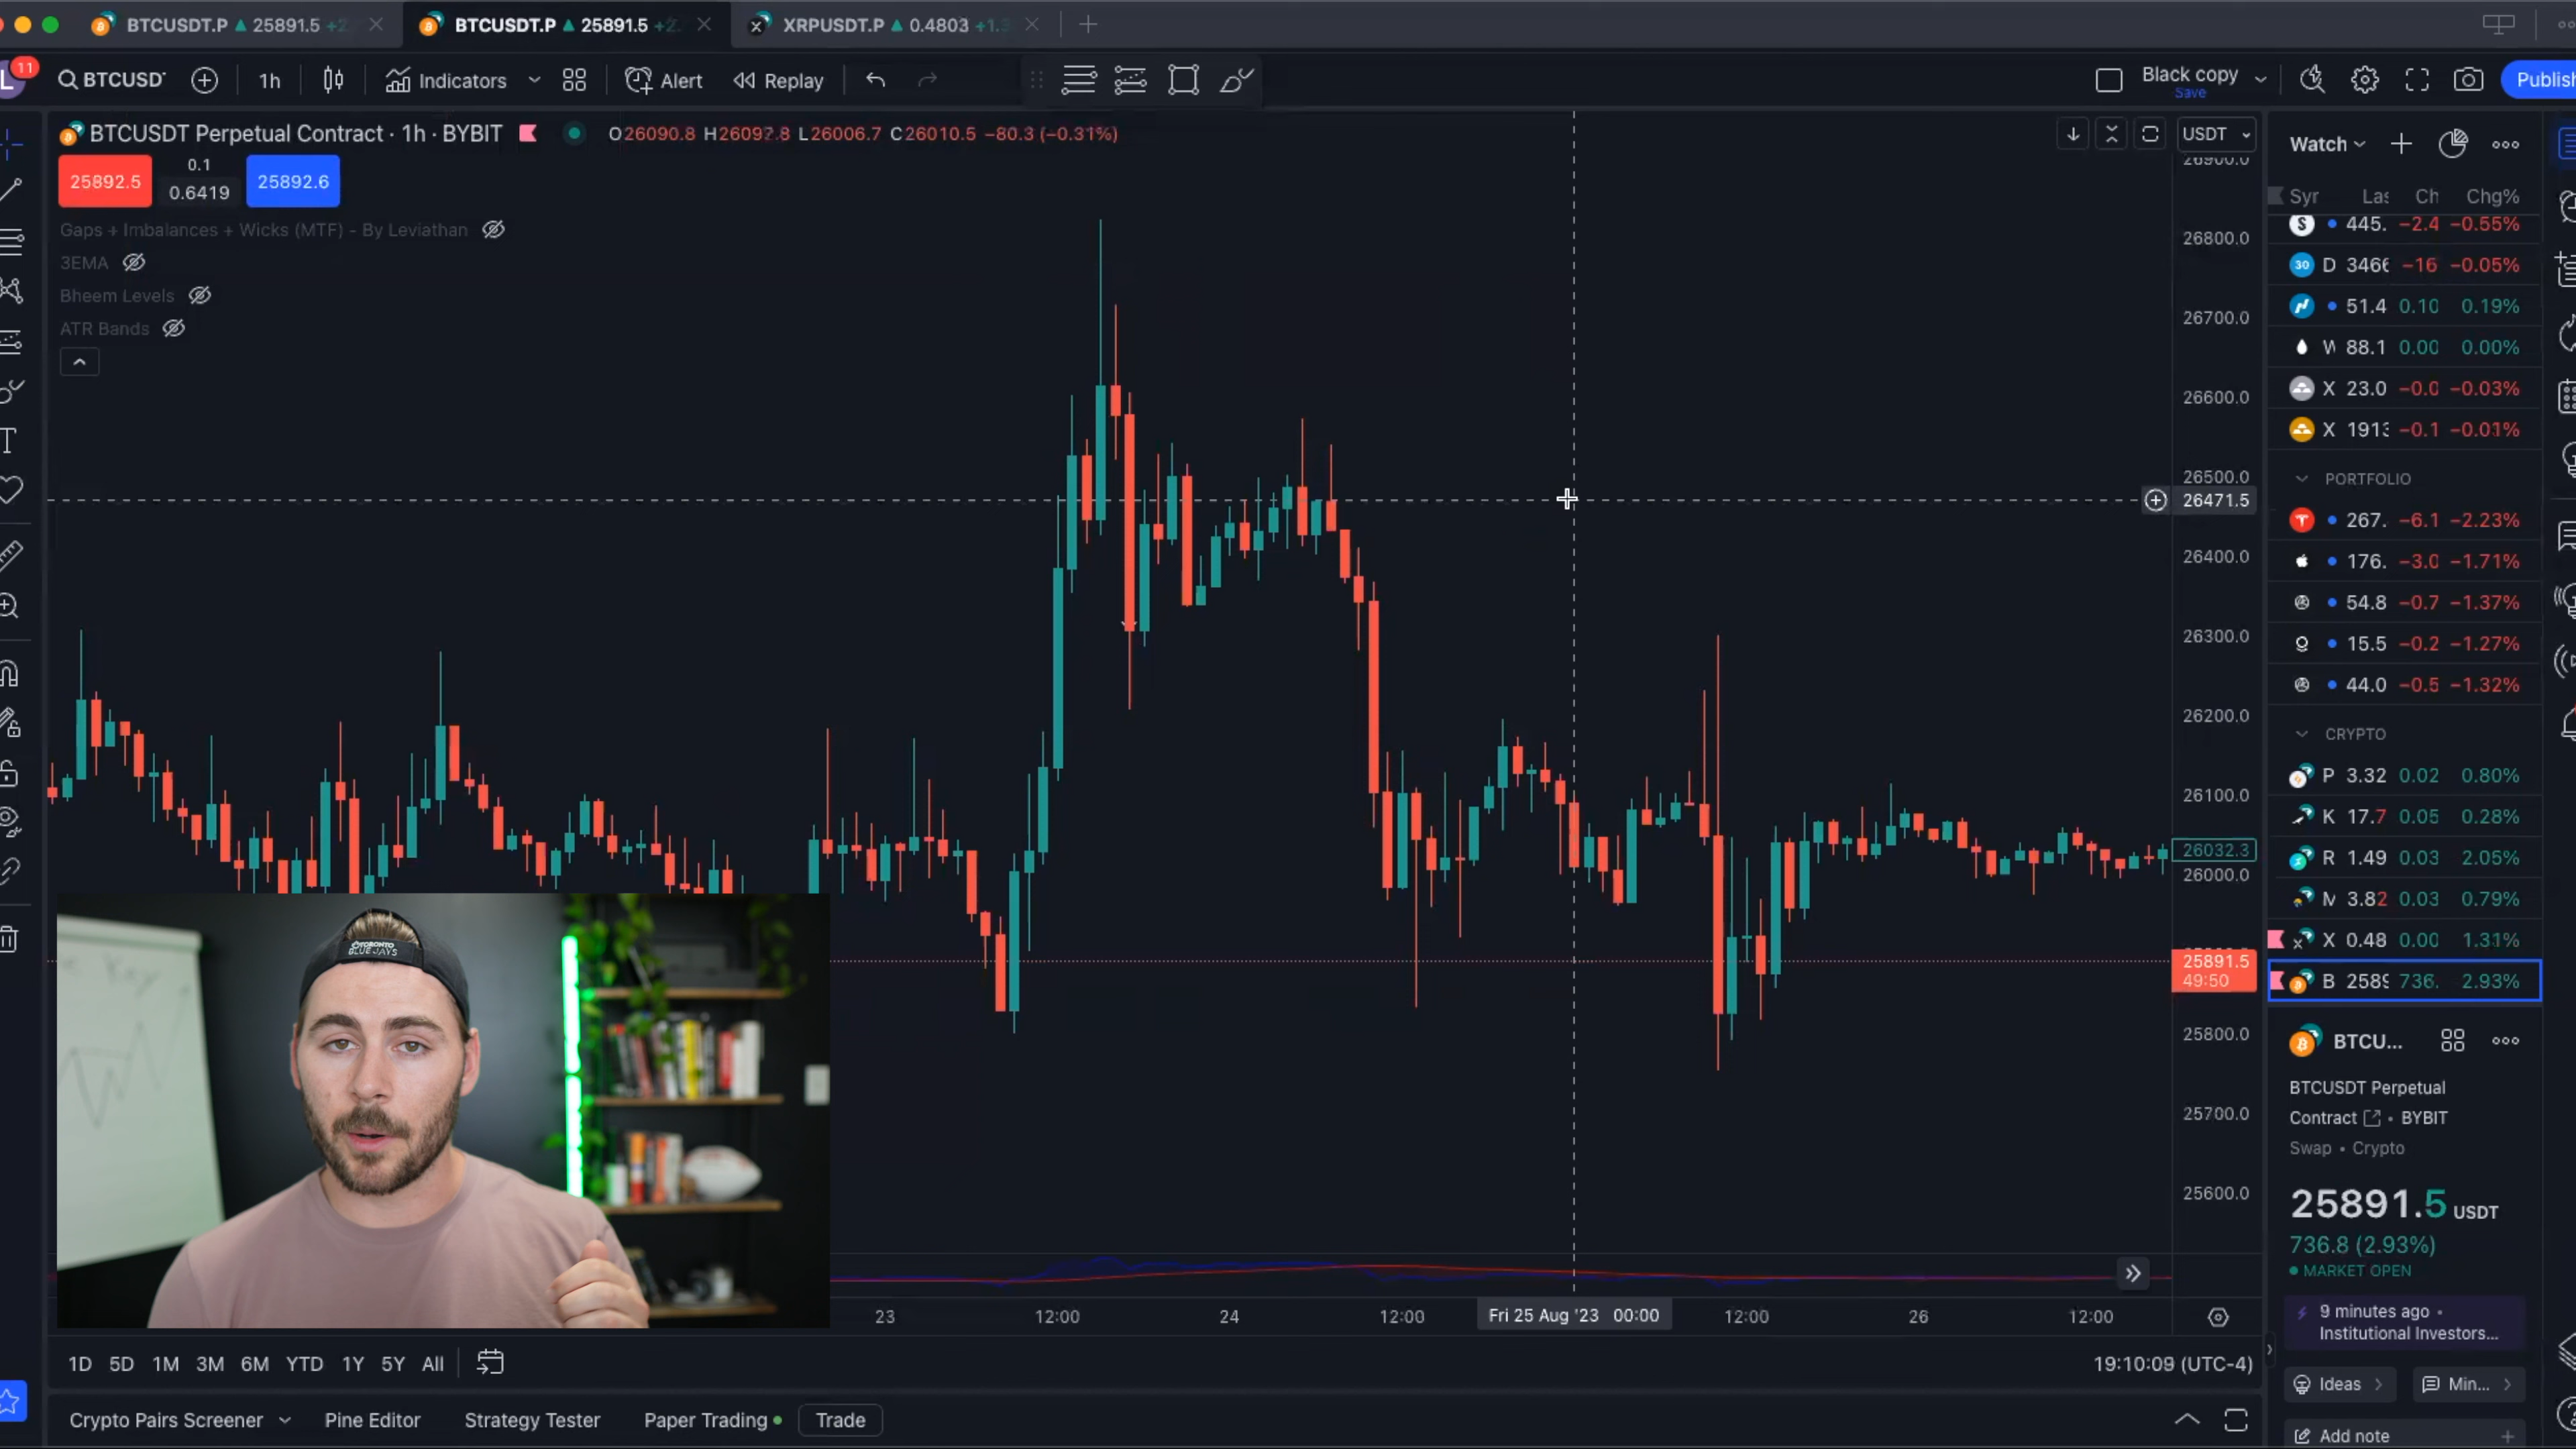 BTCUSDT.P ▲ 25891.5 +2
BTCUSDT.P ▲ 25891.5 +2.
XRPUSDT.P ▲ 0.4803 +1.3
L 11 BTCUSD 1h Indicators Alert Replay Black copy Save Publish
BTCUSDT Perpetual Contract · 1h · BYBIT O26090.8 H26097.8 L26006.7 C26010.5 −80.3 (−0.31%) USDT
25892.5 0.1 0.6419 25892.6
Gaps + Imbalances + Wicks (MTF) - By Leviathan
3EMA
Bheem Levels
ATR Bands
26900.0
26800.0
26700.0
26600.0
26500.0
26471.5
26400.0
26300.0
26200.0
26100.0
26032.3
26000.0
25891.5
49:50
25800.0
25700.0
25600.0
TORONTO
BLUE JAYS
23 12:00 24 12:00 Fri 25 Aug '23 00:00 12:00 26 12:00
1D 5D 1M 3M 6M YTD 1Y 5Y All 19:10:09 (UTC-4)
Crypto Pairs Screener Pine Editor Strategy Tester Paper Trading Trade
Watch
Syr Las Ch Chg%
445. −2.4 −0.55%
30 D 3466 −16 −0.05%
51.4 0.10 0.19%
88.1 0.00 0.00%
X 23.0 −0.0 −0.03%
X 1913 −0.1 −0.01%
PORTFOLIO
267. −6.1 −2.23%
176. −3.0 −1.71%
54.8 −0.7 −1.37%
15.5 −0.2 −1.27%
44.0 −0.5 −1.32%
CRYPTO
P 3.32 0.02 0.80%
K 17.7 0.05 0.28%
R 1.49 0.03 2.05%
M 3.82 0.03 0.79%
X 0.48 0.00 1.31%
B 2589 736. 2.93%
BTCU...
BTCUSDT Perpetual
Contract • BYBIT
Swap • Crypto
25891.5 USDT
736.8 (2.93%)
MARKET OPEN
9 minutes ago •
Institutional Investors...
Ideas Min...
Add note